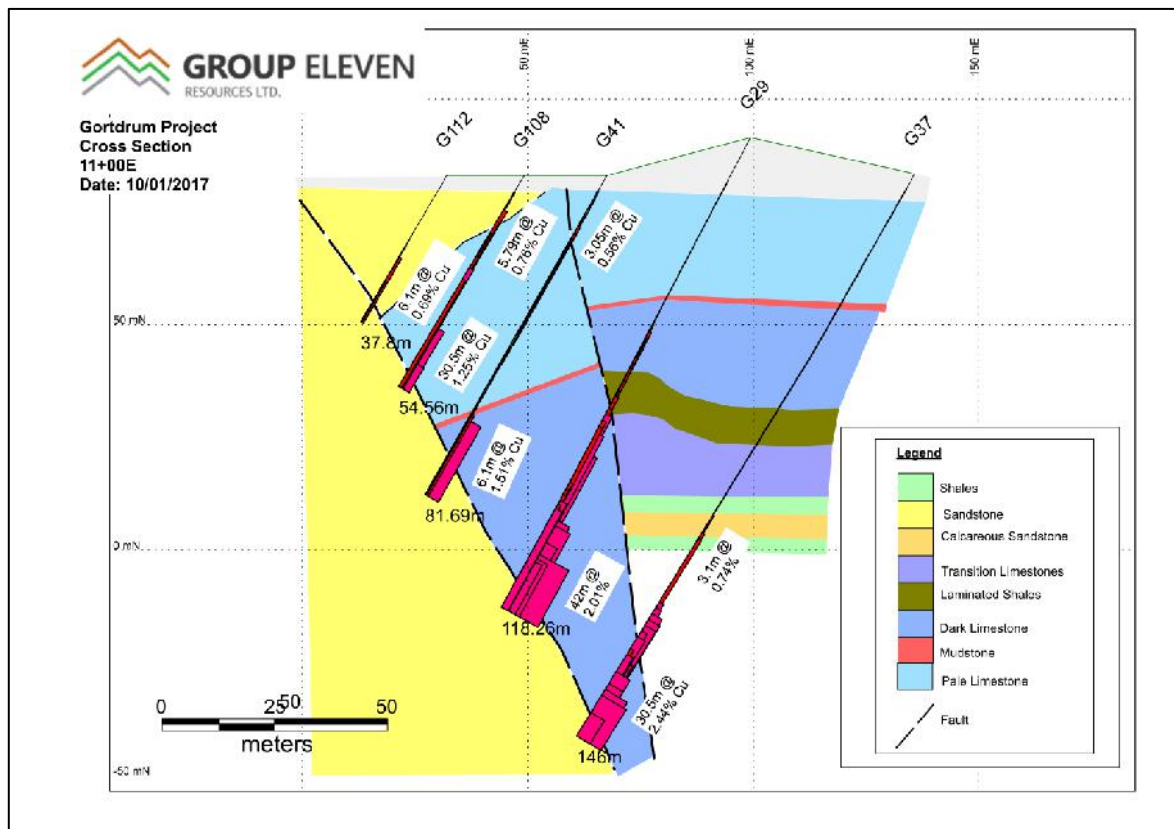 GROUP ELEVEN
RESOURCES LTD.
Gortdrum Project
Cross Section
11+00E
Date: 10/01/2017
50 mE
100 mE
150 mE
G112
G108
G41
G29
G37
6.1m @
0.69% Cu
5.79m @
0.76% Cu
3.05m @
0.56% Cu
50 mN
37.8m
30.5m @
1.25% Cu
54.56m
6.1m @
1.51% Cu
81.69m
0 mN
3.1m @
0.74%
42m @
2.01%
118.26m
30.5m @
2.44% Cu
146m
0
25
50
50
meters
-50 mN
Legend
Shales
Sandstone
Calcareous Sandstone
Transition Limestones
Laminated Shales
Dark Limestone
Mudstone
Pale Limestone
Fault